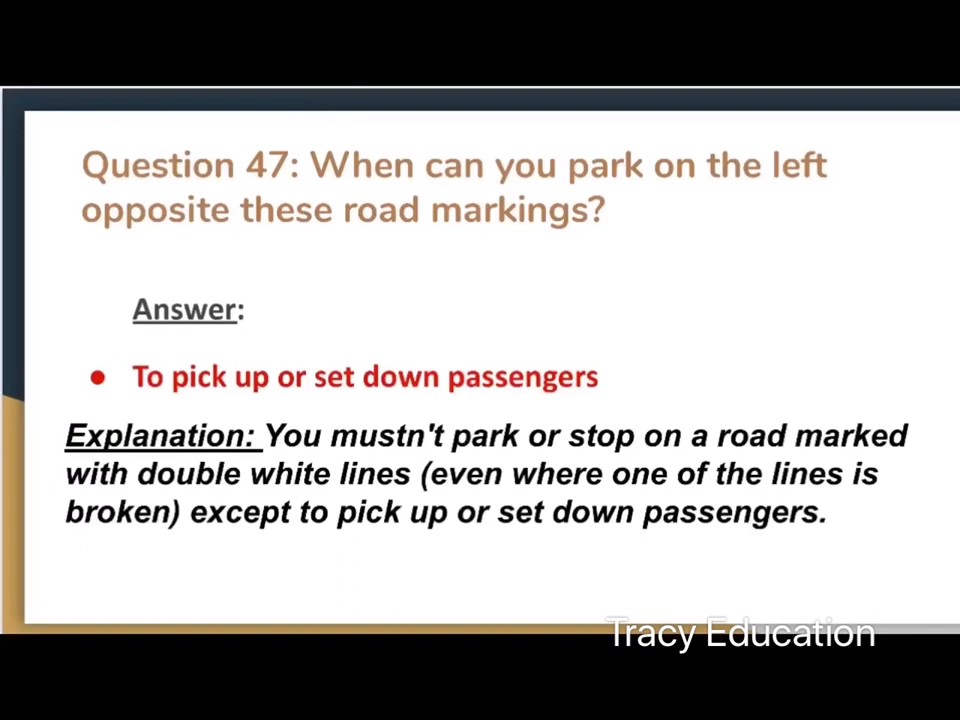 Question 47: When can you park on the left
opposite these road markings?
Answer:
● To pick up or set down passengers
Explanation: You mustn't park or stop on a road marked
with double white lines (even where one of the lines is
broken) except to pick up or set down passengers.
Tracy Education